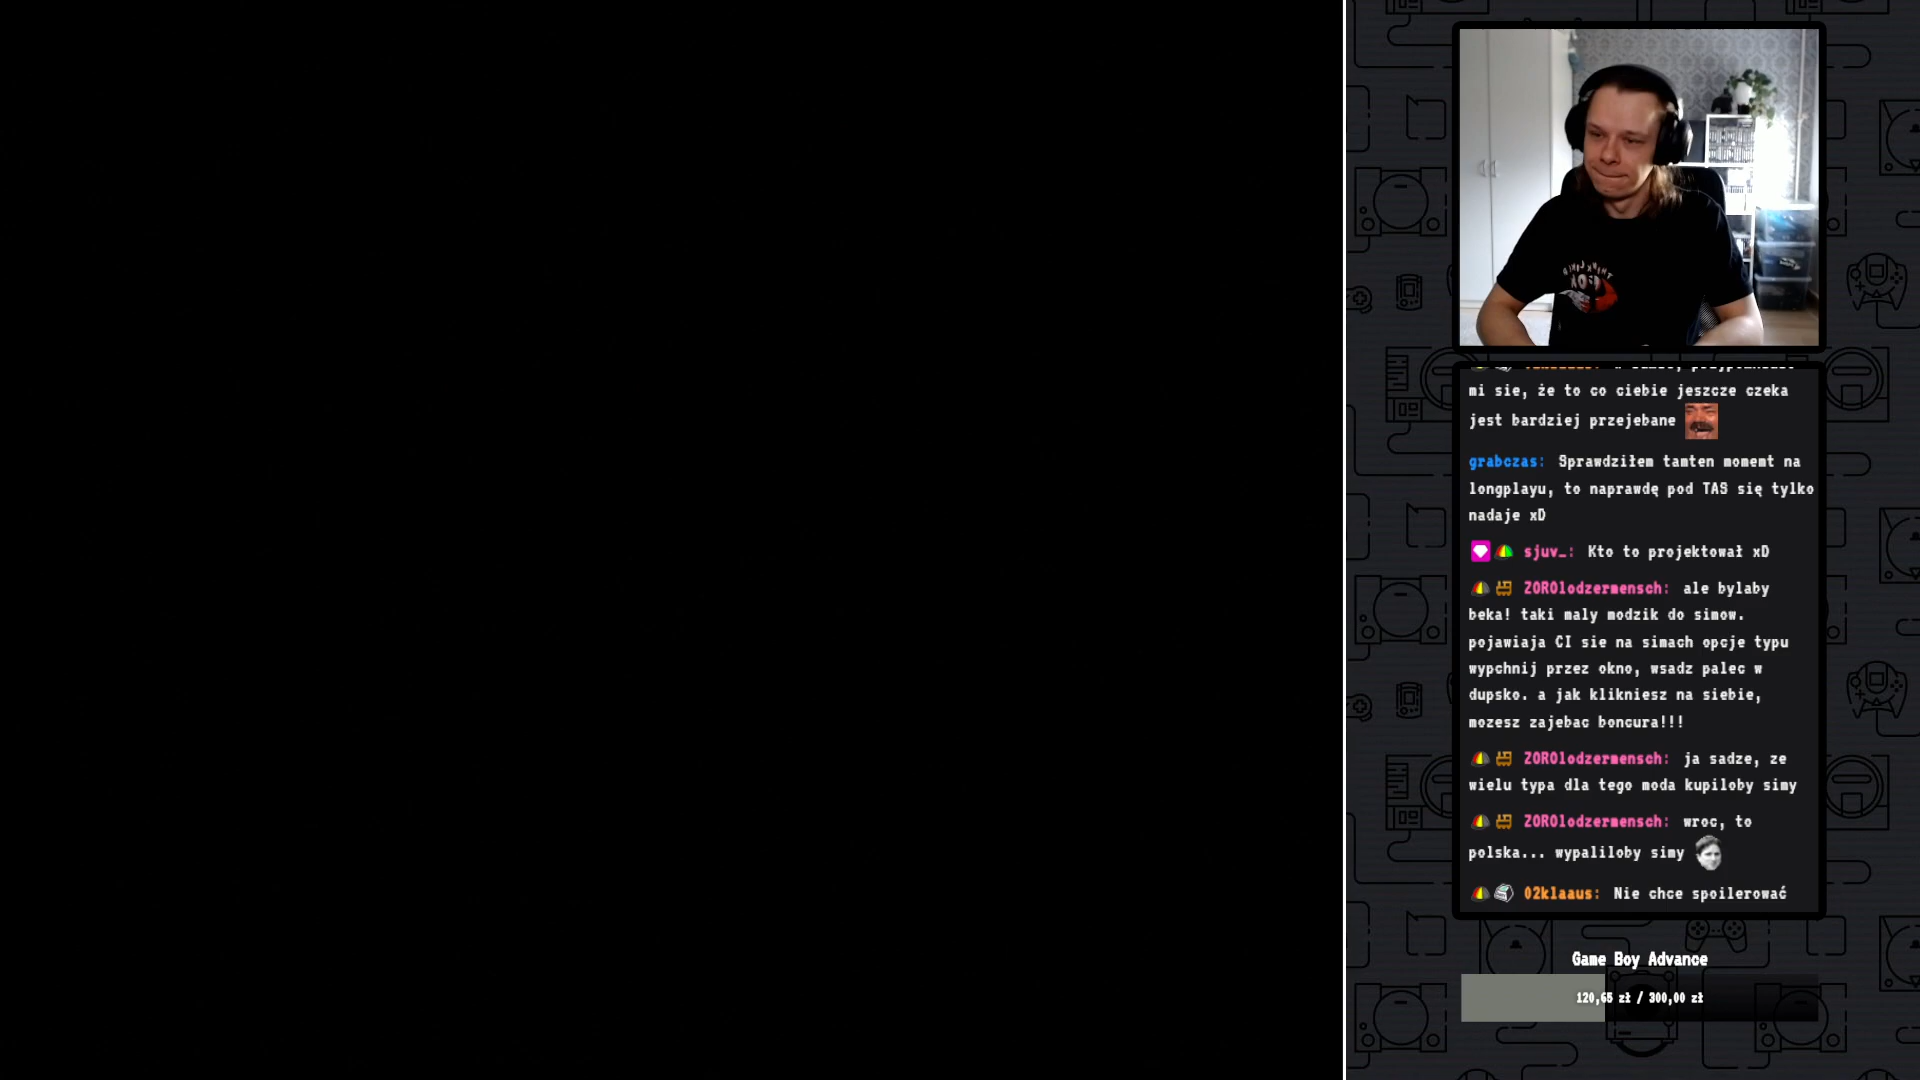 mi sie, że to co ciebie jeszcze czeka
jest bardziej przejebane
grabczas: Sprawdziłem tamten momemt na
longplayu, to naprawdę pod TAS się tylko
nadaje xD
sjuv_: Kto to projektował xD
ZOROlodzermensch: ale bylaby
beka! taki maly modzik do simow.
pojawiaja CI sie na simach opcje typu
wypchnij przez okno, wsadz palec w
dupsko. a jak klikniesz na siebie,
mozesz zajebac boncura!!!
ZOROlodzermensch: ja sadze, ze
wielu typa dla tego moda kupiloby simy
ZOROlodzermensch: wroc, to
polska... wypaliloby simy
02klaaus: Nie chce spoilerować
Game Boy Advance
120,65 zł / 300,00 zł